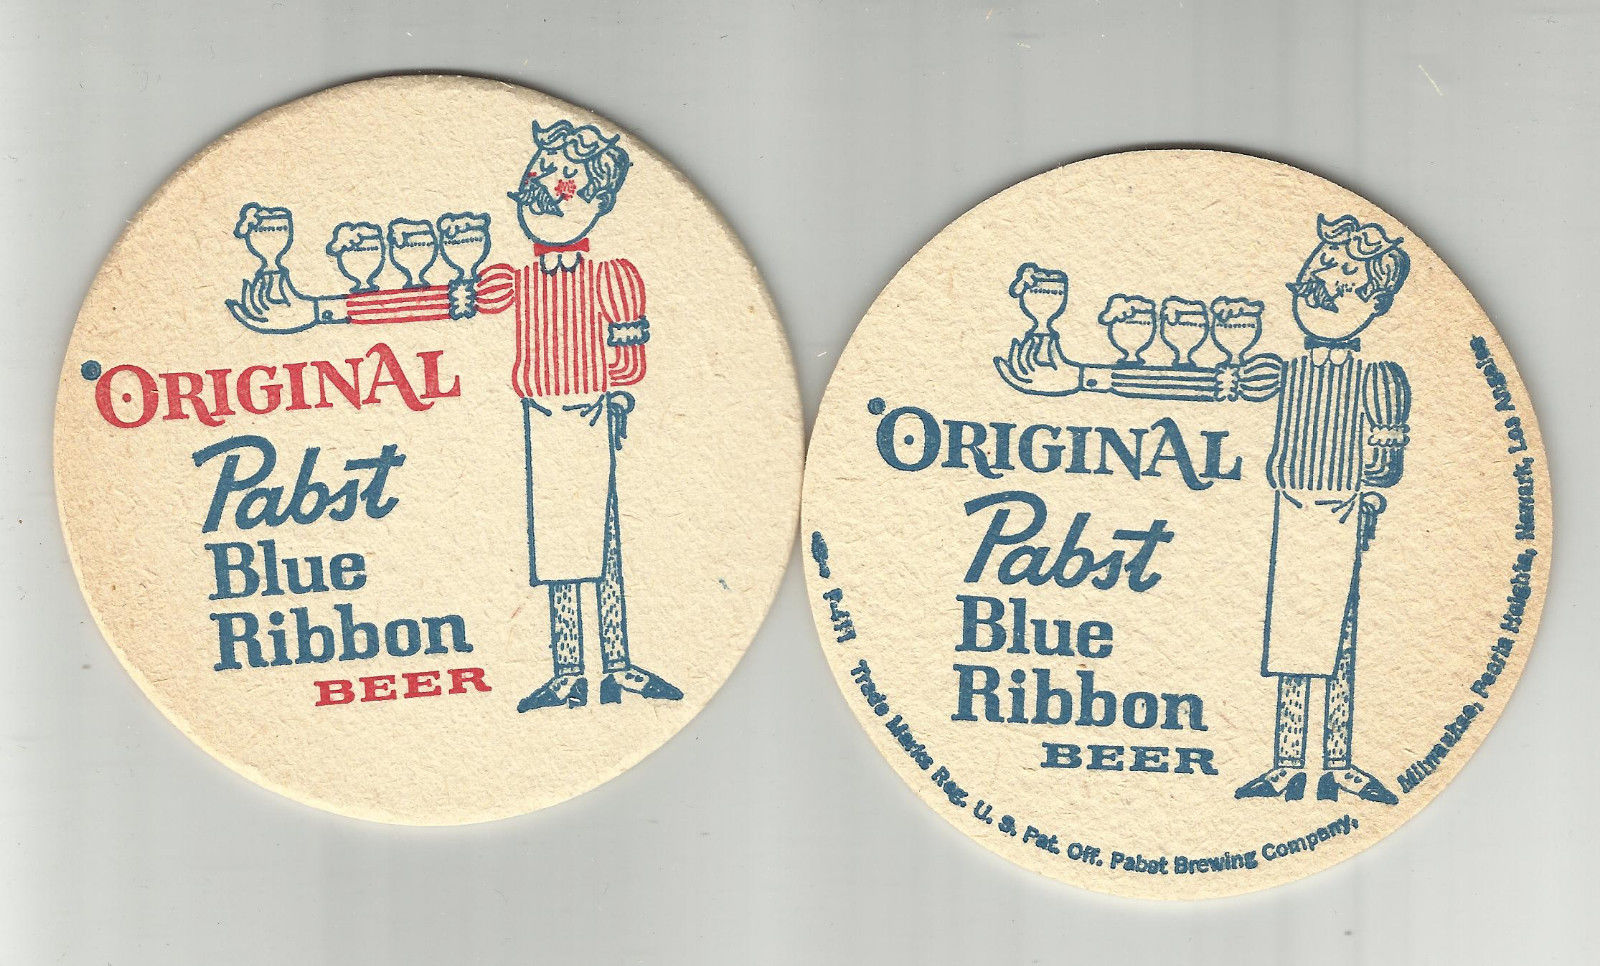 ®ORIGINAL
Pabst
Blue
Ribbon
BEER
®ORIGINAL
Pabst
Blue
Ribbon
BEER
P-411 Trade Marks Reg. U. S. Pat. Off. Pabst Brewing Company, Milwaukee, Peoria Heights, Newark, Los Angeles